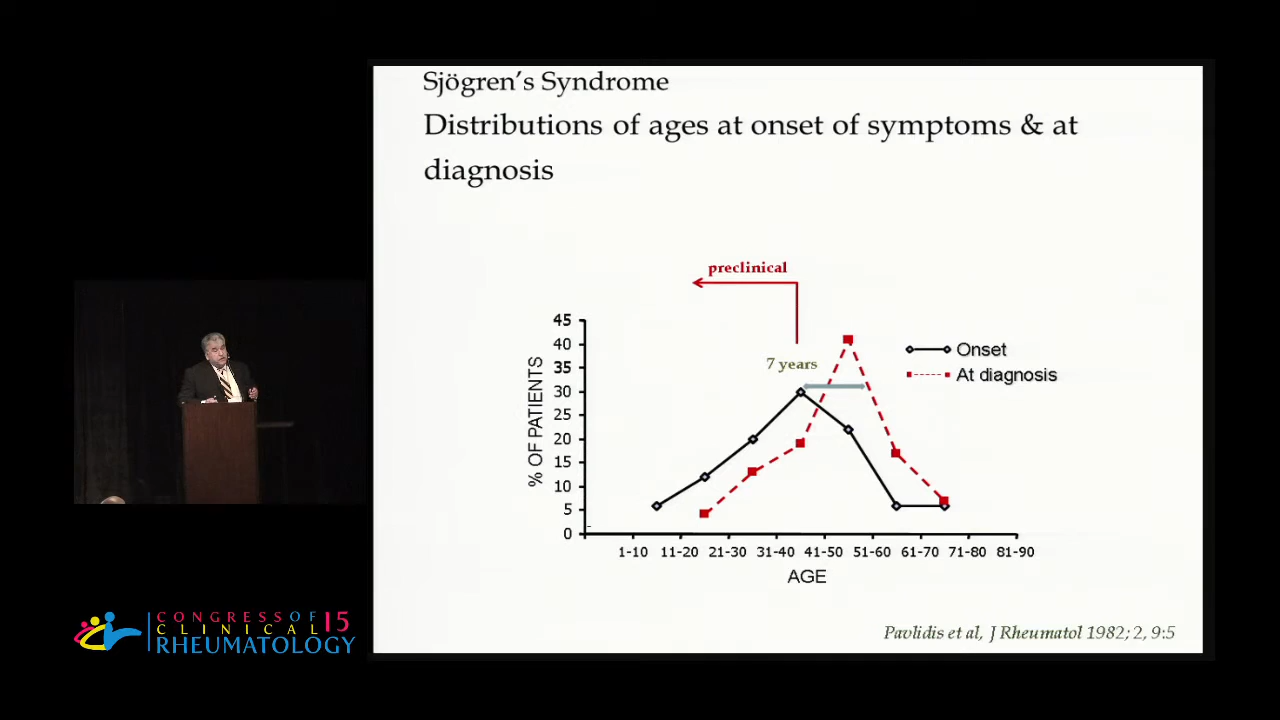 Sjögren's Syndrome
Distributions of ages at onset of symptoms & at
diagnosis
preclinical
7 years
45
40
35
30
25
20
15
10
5
0
% OF PATIENTS
Onset
At diagnosis
1-10 11-20 21-30 31-40 41-50 51-60 61-70 71-80 81-90
AGE
Pavlidis et al, J Rheumatol 1982; 2, 9:5
CONGRESS OF 15
CLINICAL
RHEUMATOLOGY